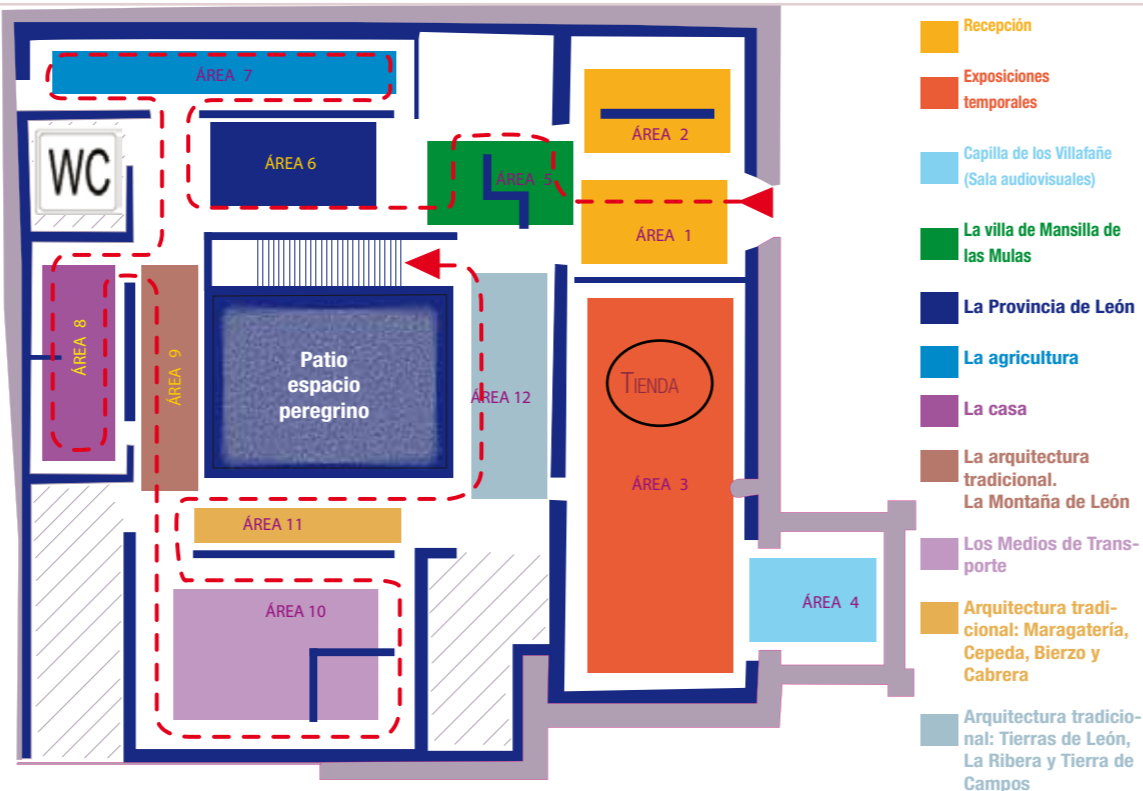 ÁREA 7
WC
ÁREA 6
ÁREA 5
ÁREA 2
ÁREA 1
ÁREA 8
ÁREA 9
Patio
espacio
peregrino
ÁREA 12
TIENDA
ÁREA 3
ÁREA 11
ÁREA 10
ÁREA 4
Recepción
Exposiciones
temporales
Capilla de los Villafañe
(Sala audiovisuales)
La villa de Mansilla de
las Mulas
La Provincia de León
La agricultura
La casa
La arquitectura
tradicional.
La Montaña de León
Los Medios de Trans-
porte
Arquitectura tradi-
cional: Maragatería,
Cepeda, Bierzo y
Cabrera
Arquitectura tradicio-
nal: Tierras de León,
La Ribera y Tierra de
Campos